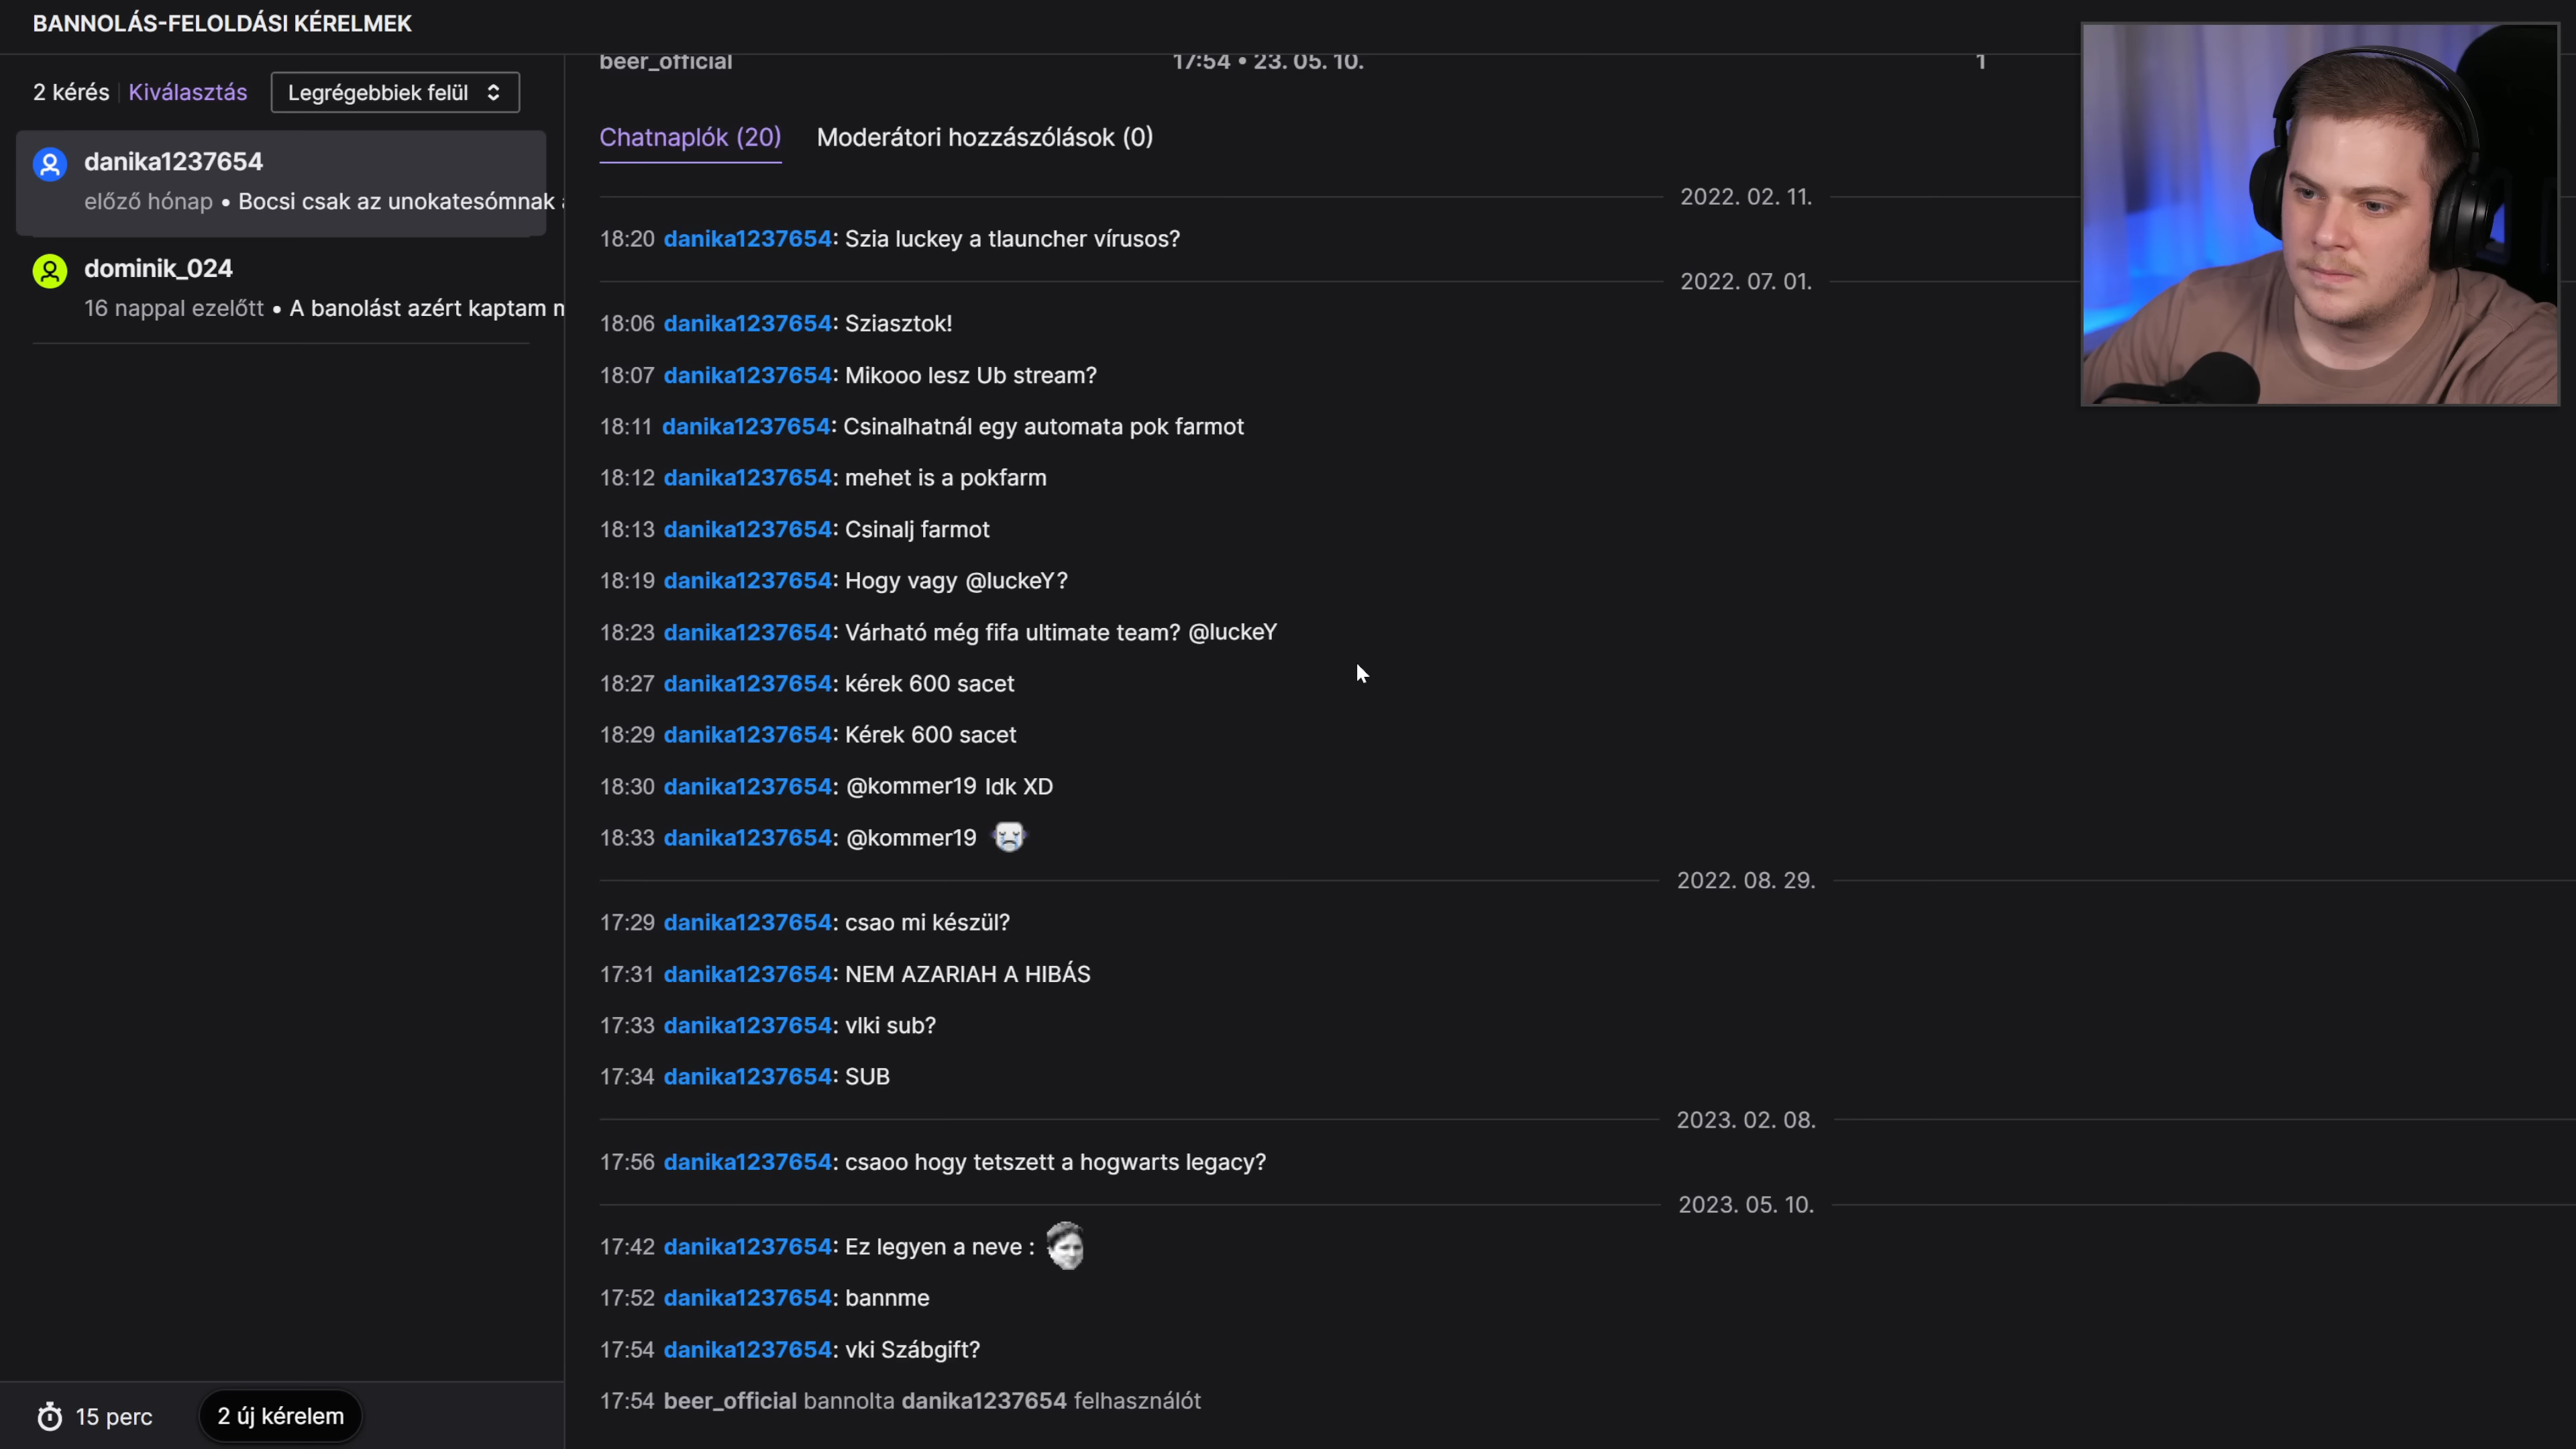 BANNOLÁS-FELOLDÁSI KÉRELMEK
2 kérés Kiválasztás Legrégebbiek felül
danika1237654
előző hónap • Bocsi csak az unokatesómnak
dominik_024
16 nappal ezelőtt • A banolást azért kaptam
15 perc 2 új kérelem
beer_official 17:54 • 23. 05. 10. 1
Chatnaplók (20) Moderátori hozzászólások (0)
2022. 02. 11.
18:20 danika1237654: Szia luckey a tlauncher vírusos?
2022. 07. 01.
18:06 danika1237654: Sziasztok!
18:07 danika1237654: Mikooo lesz Ub stream?
18:11 danika1237654: Csinalhatnál egy automata pok farmot
18:12 danika1237654: mehet is a pokfarm
18:13 danika1237654: Csinalj farmot
18:19 danika1237654: Hogy vagy @luckeY?
18:23 danika1237654: Várható még fifa ultimate team? @luckeY
18:27 danika1237654: kérek 600 sacet
18:29 danika1237654: Kérek 600 sacet
18:30 danika1237654: @kommer19 Idk XD
18:33 danika1237654: @kommer19
2022. 08. 29.
17:29 danika1237654: csao mi készül?
17:31 danika1237654: NEM AZARIAH A HIBÁS
17:33 danika1237654: vlki sub?
17:34 danika1237654: SUB
2023. 02. 08.
17:56 danika1237654: csaoo hogy tetszett a hogwarts legacy?
2023. 05. 10.
17:42 danika1237654: Ez legyen a neve :
17:52 danika1237654: bannme
17:54 danika1237654: vki Szábgift?
17:54 beer_official bannolta danika1237654 felhasználót